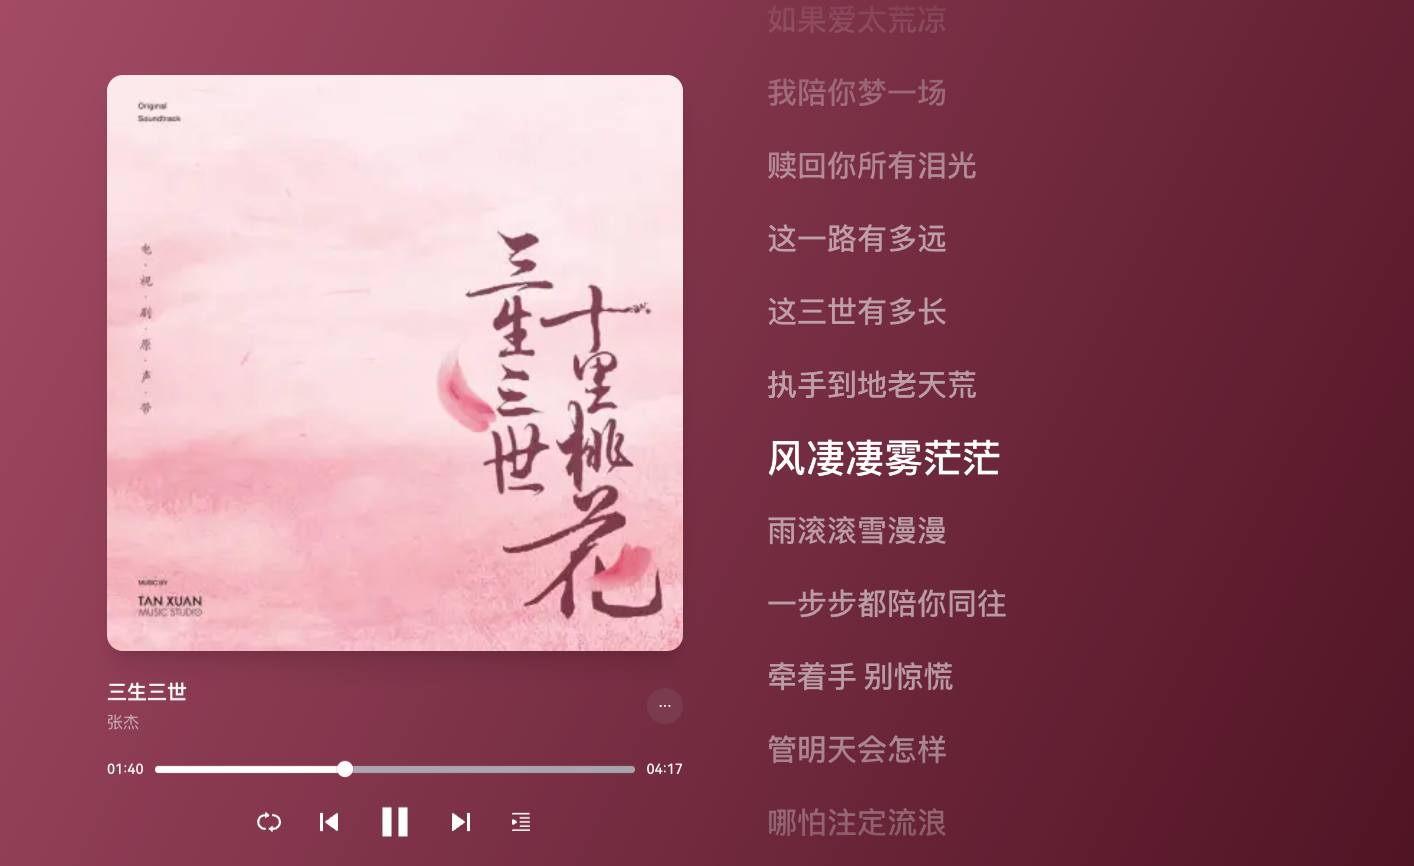 Original
Soundtrack
电·视·剧·原·声·带
三生三世
十里桃花
MUSIC BY
TAN XUAN
MUSIC STUDIO
三生三世
张杰
01:40
04:17
如果爱太荒凉
我陪你梦一场
赎回你所有泪光
这一路有多远
这三世有多长
执手到地老天荒
风凄凄雾茫茫
雨滚滚雪漫漫
一步步都陪你同往
牵着手 别惊慌
管明天会怎样
哪怕注定流浪